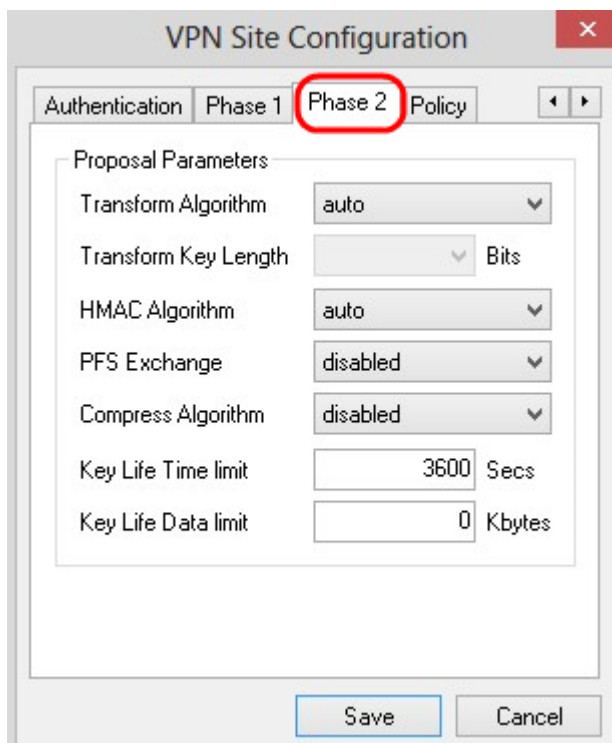 VPN Site Configuration
Authentication Phase 1 Phase 2 Policy
Proposal Parameters
Transform Algorithm auto
Transform Key Length Bits
HMAC Algorithm auto
PFS Exchange disabled
Compress Algorithm disabled
Key Life Time limit 3600 Secs
Key Life Data limit 0 Kbytes
Save Cancel